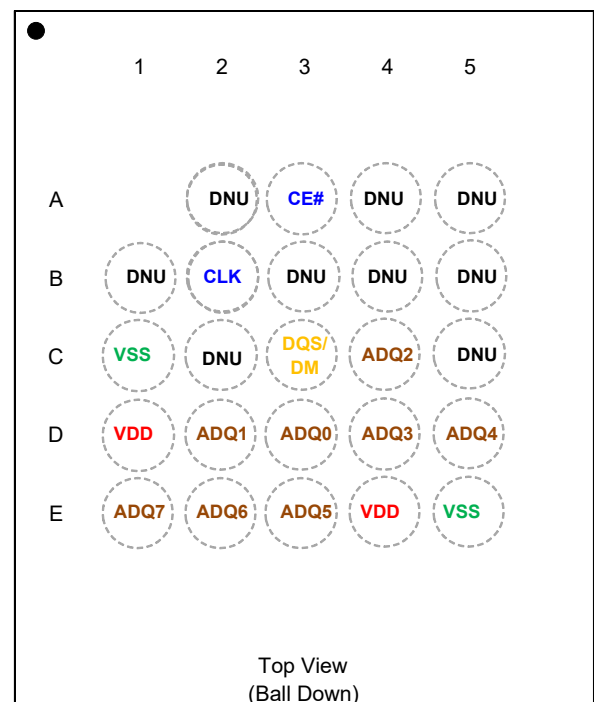 1 2 3 4 5
A DNU CE# DNU DNU
B DNU CLK DNU DNU DNU
C VSS DNU DQS/ DM ADQ2 DNU
D VDD ADQ1 ADQ0 ADQ3 ADQ4
E ADQ7 ADQ6 ADQ5 VDD VSS
Top View
(Ball Down)